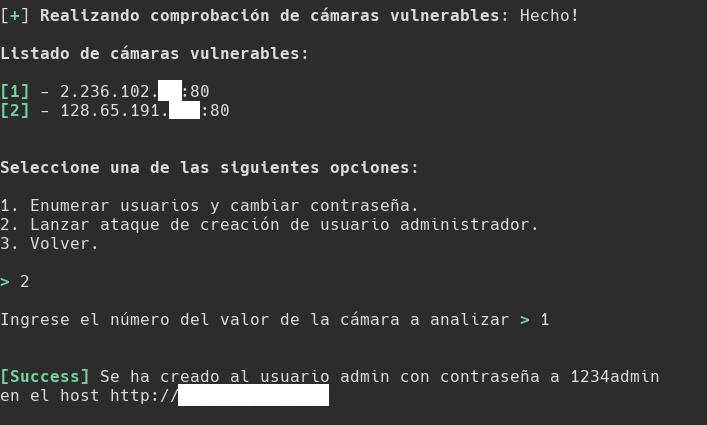 [+] Realizando comprobación de cámaras vulnerables: Hecho!
Listado de cámaras vulnerables:
[1] - 2.236.102. :80
[2] - 128.65.191. :80
Seleccione una de las siguientes opciones:
1. Enumerar usuarios y cambiar contraseña.
2. Lanzar ataque de creación de usuario administrador.
3. Volver.
> 2
Ingrese el número del valor de la cámara a analizar > 1
[Success] Se ha creado al usuario admin con contraseña a 1234admin
en el host http://